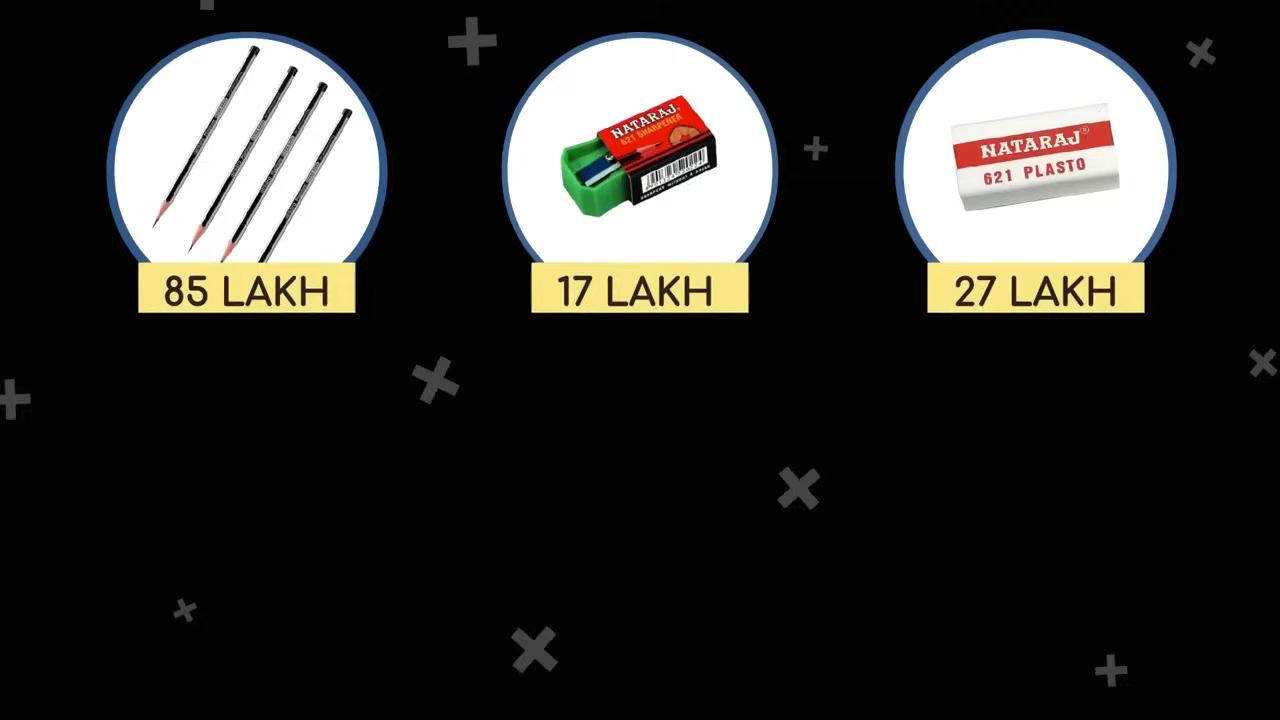 NATARAJ
621 SHARPENER
NATARAJ®
621 PLASTO
85 LAKH
17 LAKH
27 LAKH